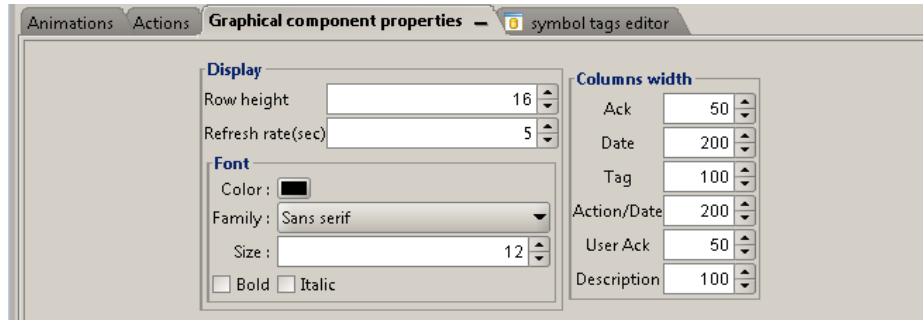 Animations Actions Graphical component properties symbol tags editor
Display
Row height 16
Refresh rate(sec) 5
Font
Color :
Family : Sans serif
Size : 12
Bold Italic
Columns width
Ack 50
Date 200
Tag 100
Action/Date 200
User Ack 50
Description 100